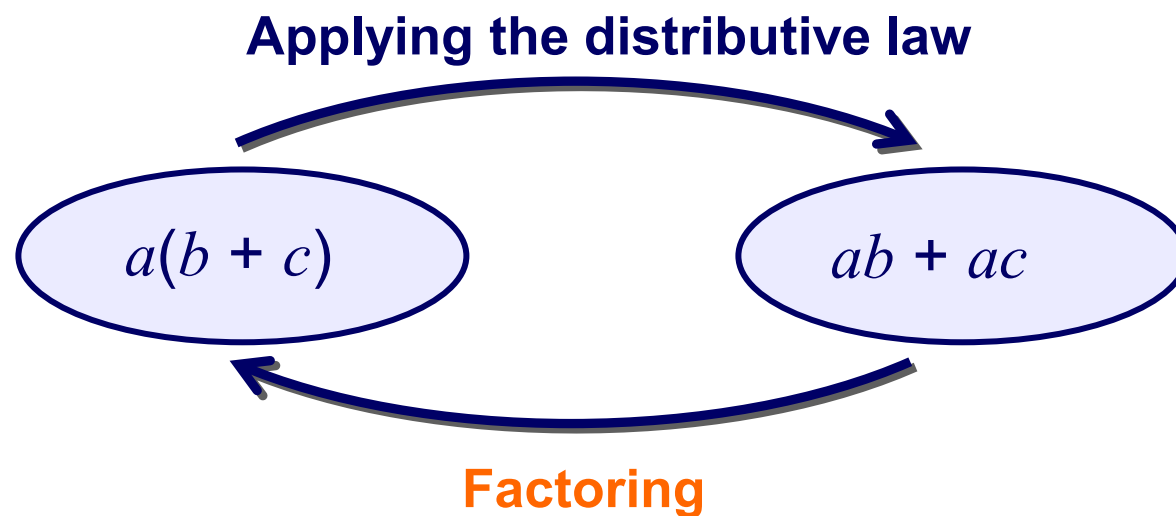 Applying the distributive law
a(b + c)
ab + ac
Factoring